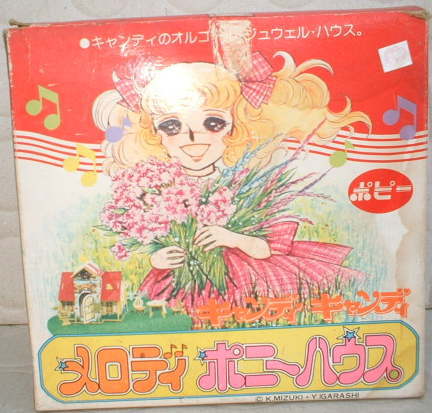 ●キャンディのオルゴ ジュウェル・ハウス。
ポピー
キャンディ・キャンディ
メロディ ポニーハウス
© K.MIZUKI・Y.IGARASHI